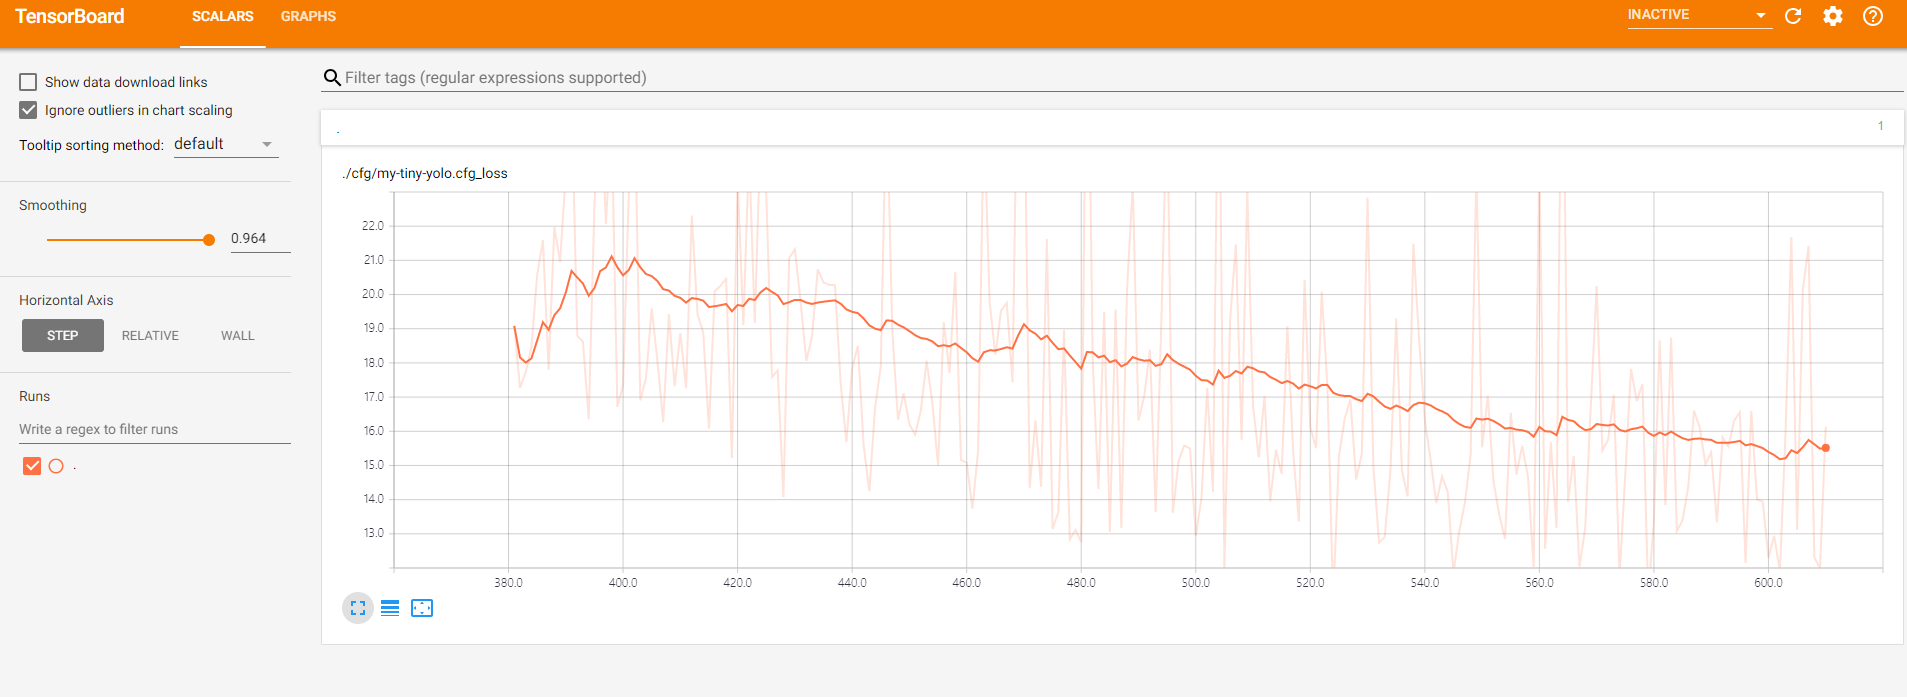 TensorBoard SCALARS GRAPHS INACTIVE
Show data download links
Ignore outliers in chart scaling
Tooltip sorting method: default
Smoothing
0.964
Horizontal Axis
STEP RELATIVE WALL
Runs
Write a regex to filter runs
.
Filter tags (regular expressions supported)
. 1
./cfg/my-tiny-yolo.cfg_loss
22.0
21.0
20.0
19.0
18.0
17.0
16.0
15.0
14.0
13.0
380.0 400.0 420.0 440.0 460.0 480.0 500.0 520.0 540.0 560.0 580.0 600.0